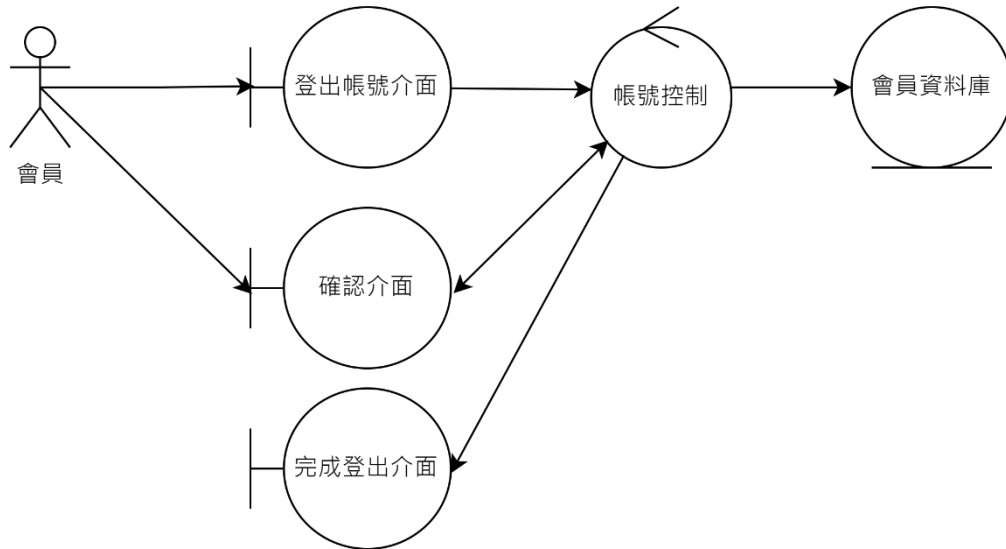 登出帳號介面
帳號控制
會員資料庫
會員
確認介面
完成登出介面